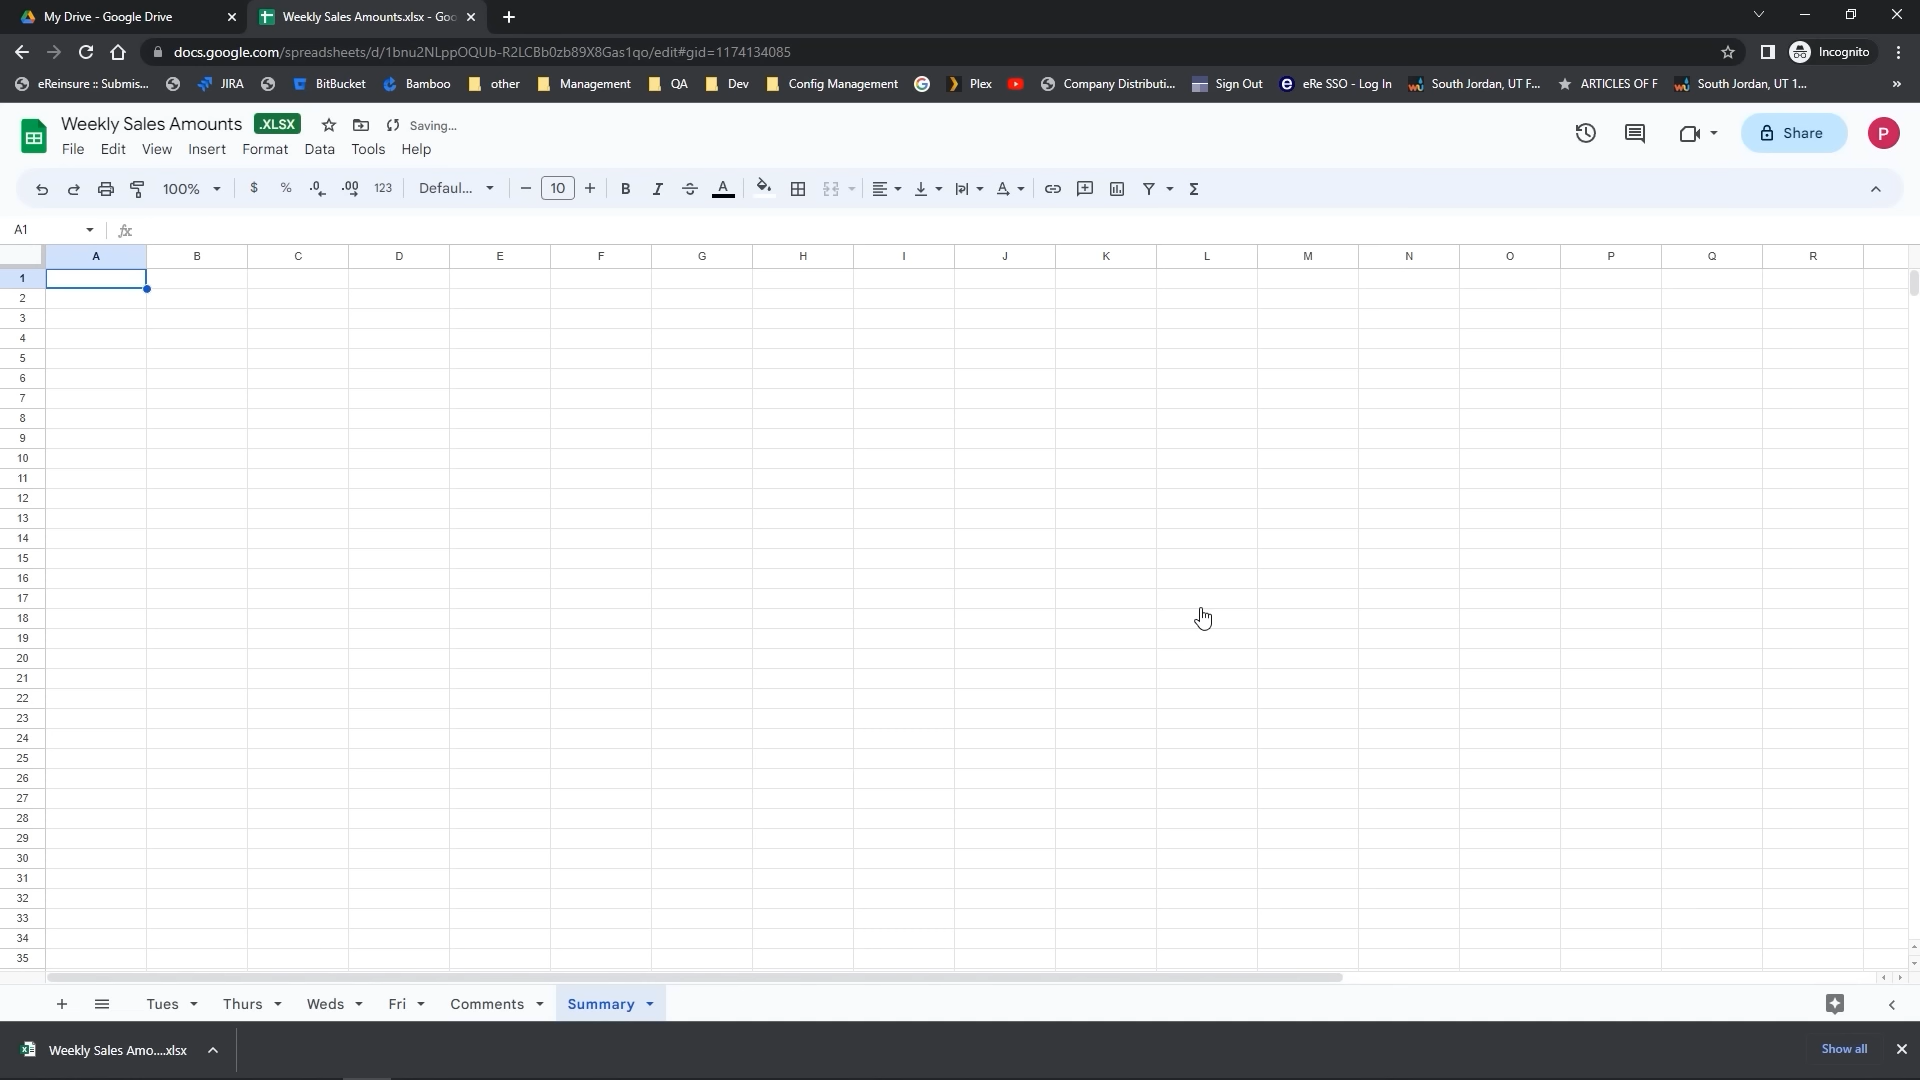 My Drive - Google Drive
Weekly Sales Amounts.xlsx - Goo
docs.google.com/spreadsheets/d/1bnu2NLppOQUb-R2LCBb0zb89X8Gas1qo/edit#gid=1174134085
Incognito
eReinsure :: Submis... JIRA BitBucket Bamboo other Management QA Dev Config Management Plex Company Distributi... Sign Out eRe SSO - Log In South Jordan, UT F... ARTICLES OF F South Jordan, UT 1... »
Weekly Sales Amounts .XLSX Saving...
Share P
File Edit View Insert Format Data Tools Help
100% $ % .0 .00 123 Defaul... − 10 + B I S A Σ
A1 fx
A B C D E F G H I J K L M N O P Q R
1
2
3
4
5
6
7
8
9
10
11
12
13
14
15
16
17
18
19
20
21
22
23
24
25
26
27
28
29
30
31
32
33
34
35
Tues Thurs Weds Fri Comments Summary
Weekly Sales Amo....xlsx
Show all